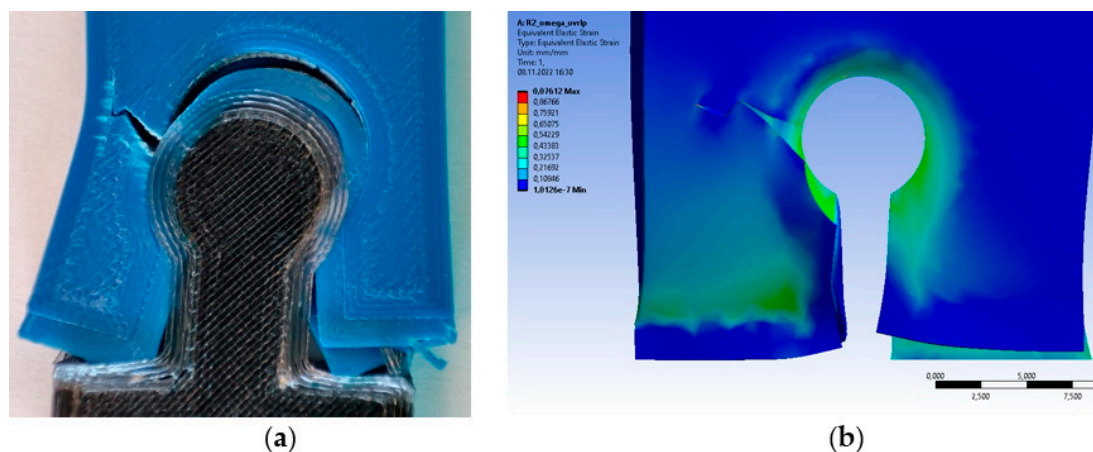 A: R2_omega_ovrlp
Equivalent Elastic Strain
Type: Equivalent Elastic Strain
Unit: mm/mm
Time: 1,
08.11.2022 16:30
0,07612 Max
0,86766
0,75921
0,65075
0,54229
0,43383
0,32537
0,21692
0,10846
1,0126e-7 Min
0,000
5,000
2,500
7,500
(a)
(b)